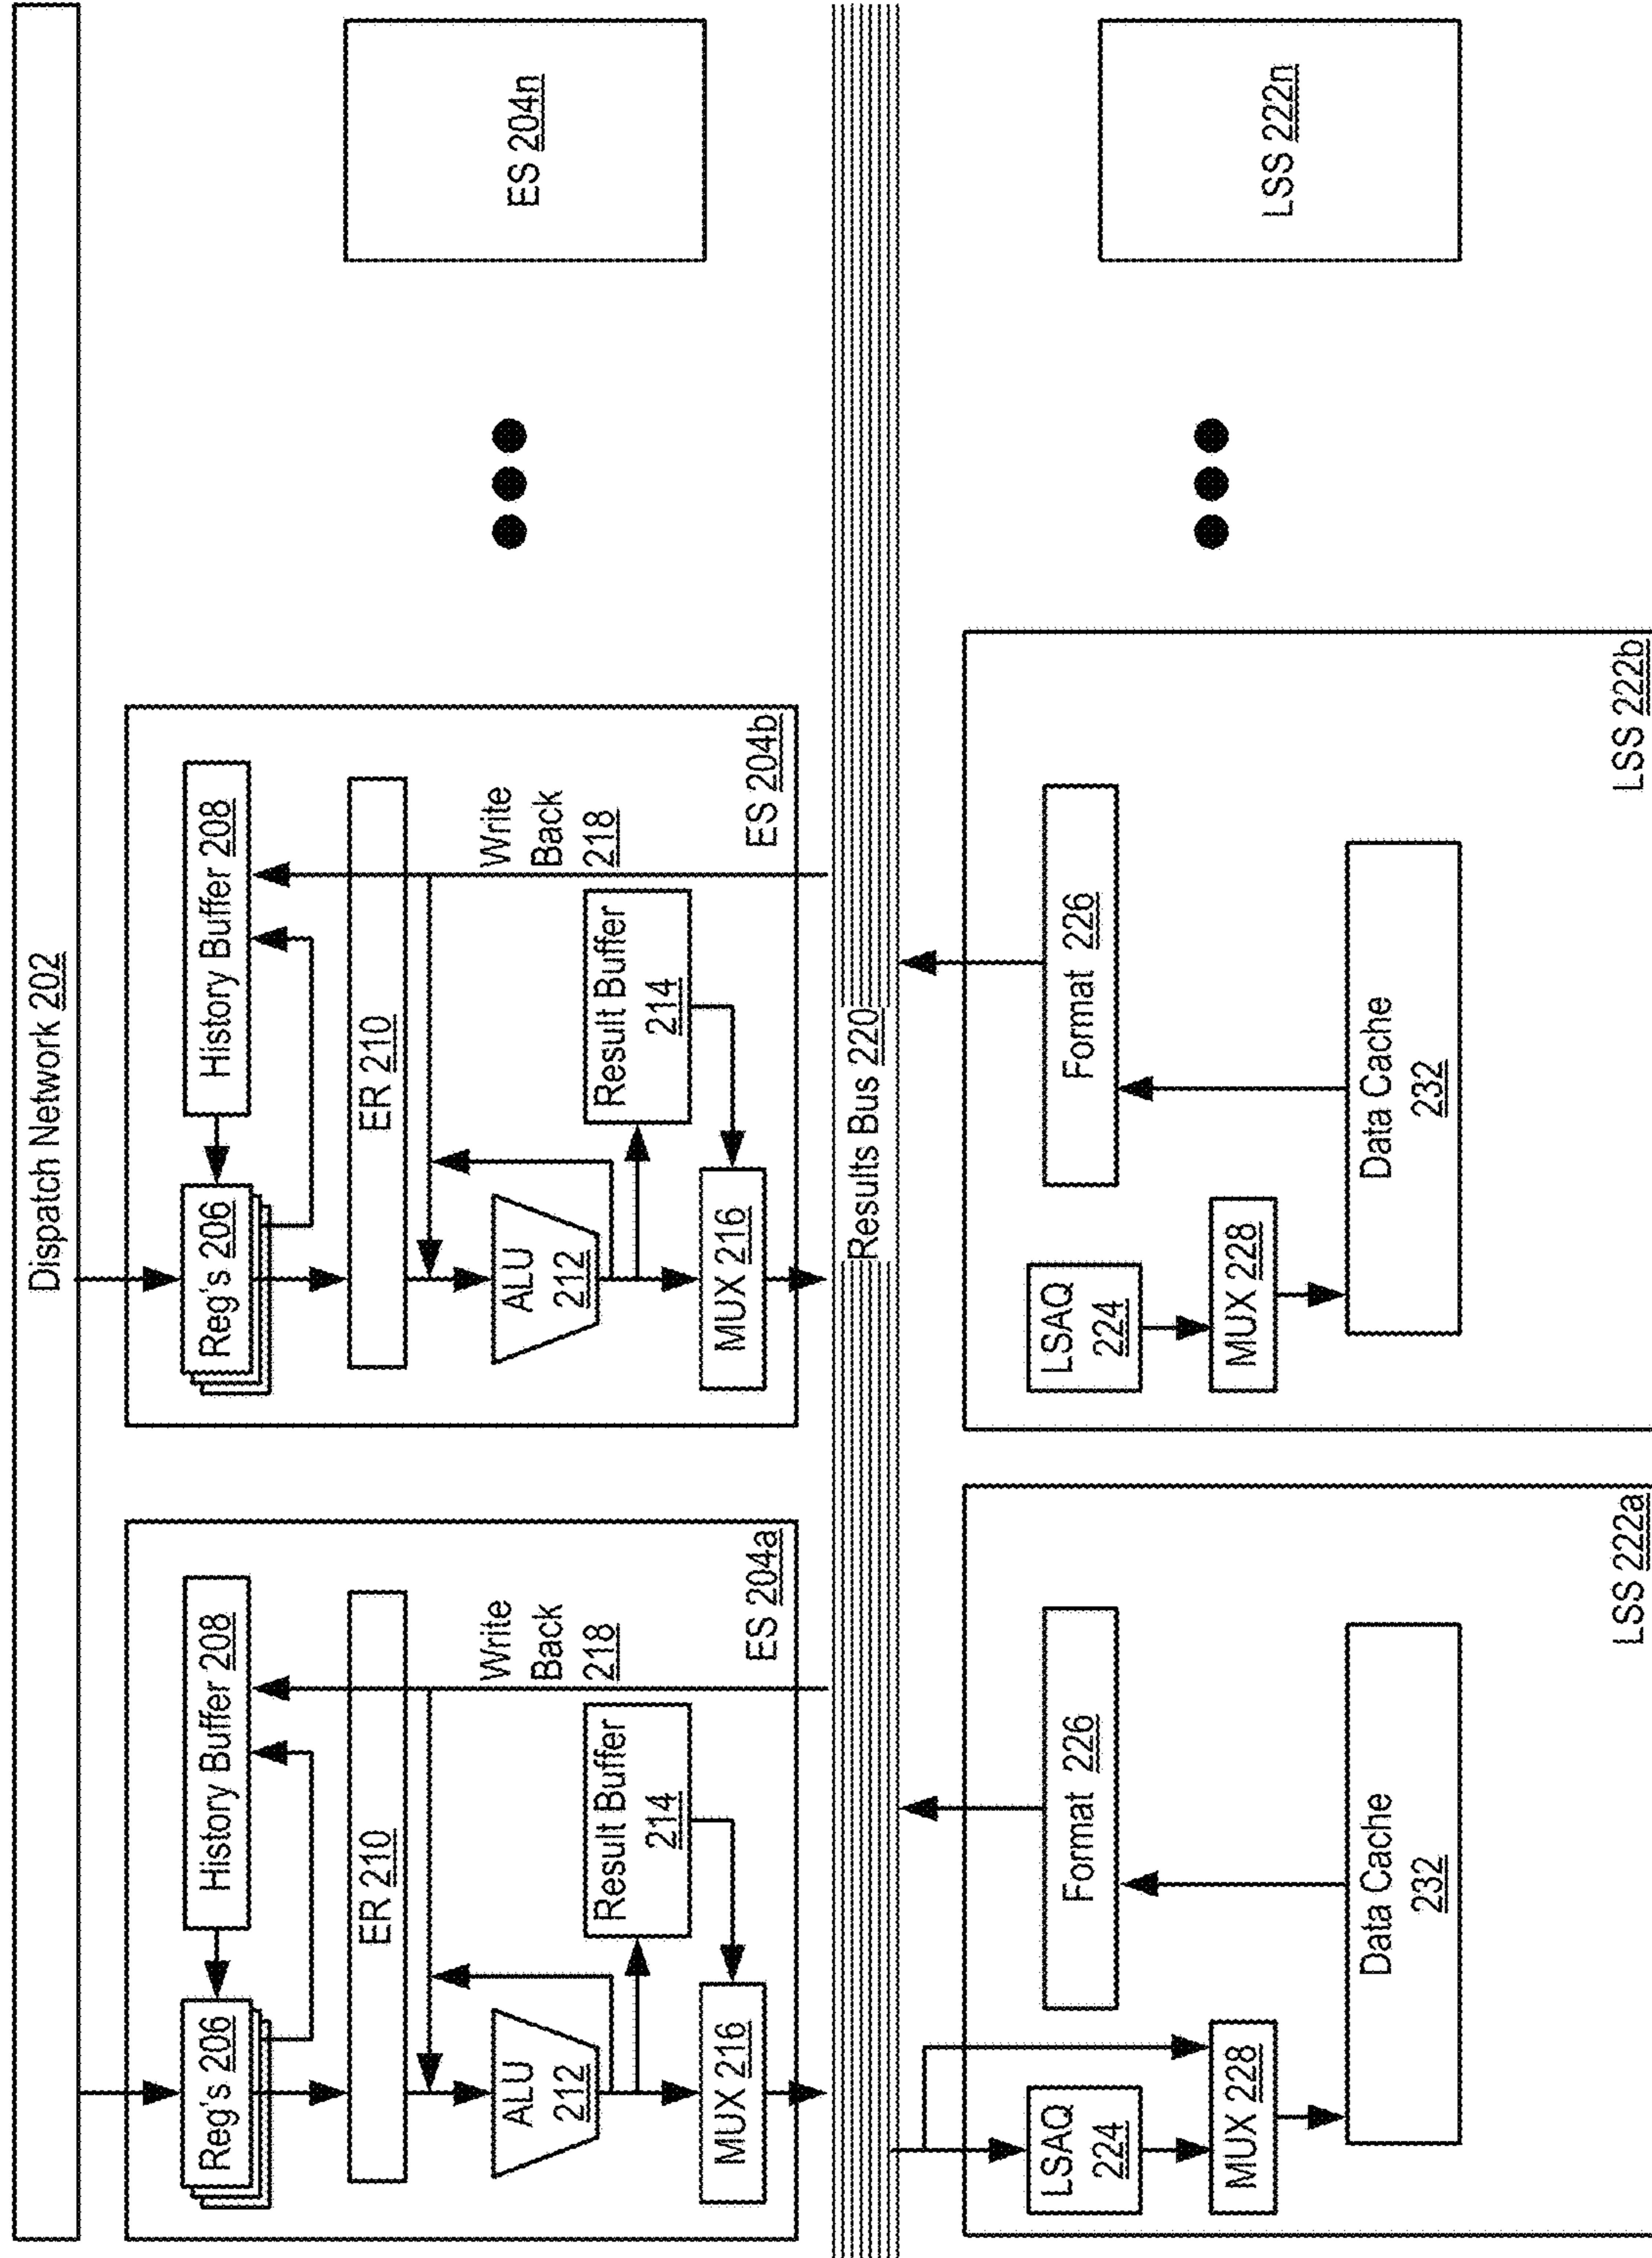 Dispatch Network 202
Reg's 206
History Buffer 208
ER 210
Write
Back
218
ALU
212
Result Buffer
214
MUX 216
ES 204a
Reg's 206
History Buffer 208
ER 210
Write
Back
218
ALU
212
Result Buffer
214
MUX 216
ES 204b
ES 204n
Results Bus 220
LSAQ
224
Format 226
MUX 228
Data Cache
232
LSS 222a
LSAQ
224
Format 226
MUX 228
Data Cache
232
LSS 222b
LSS 222n